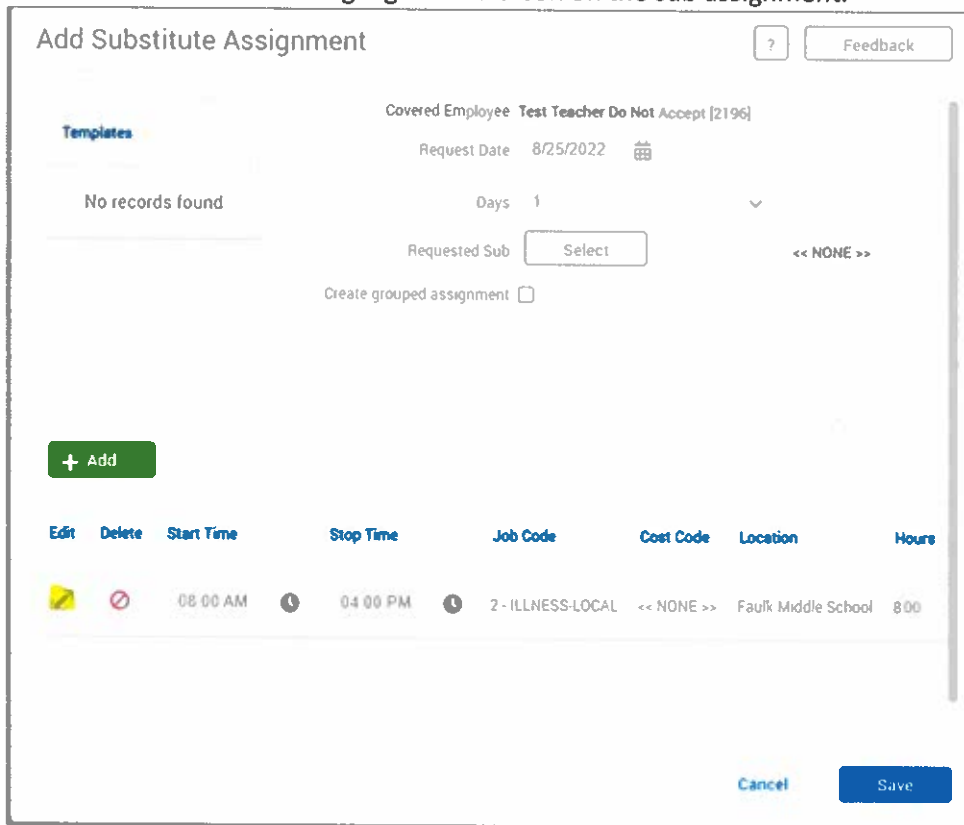 Add Substitute Assignment
? Feedback
Templates
No records found
Covered Employee Test Teacher Do Not Accept [2196]
Request Date 8/25/2022
Days 1
Requested Sub Select << NONE >>
Create grouped assignment
+ Add
Edit Delete Start Time Stop Time Job Code Cost Code Location Hours
08:00 AM 04:00 PM 2 - ILLNESS-LOCAL << NONE >> Faulk Middle School 8.00
Cancel Save